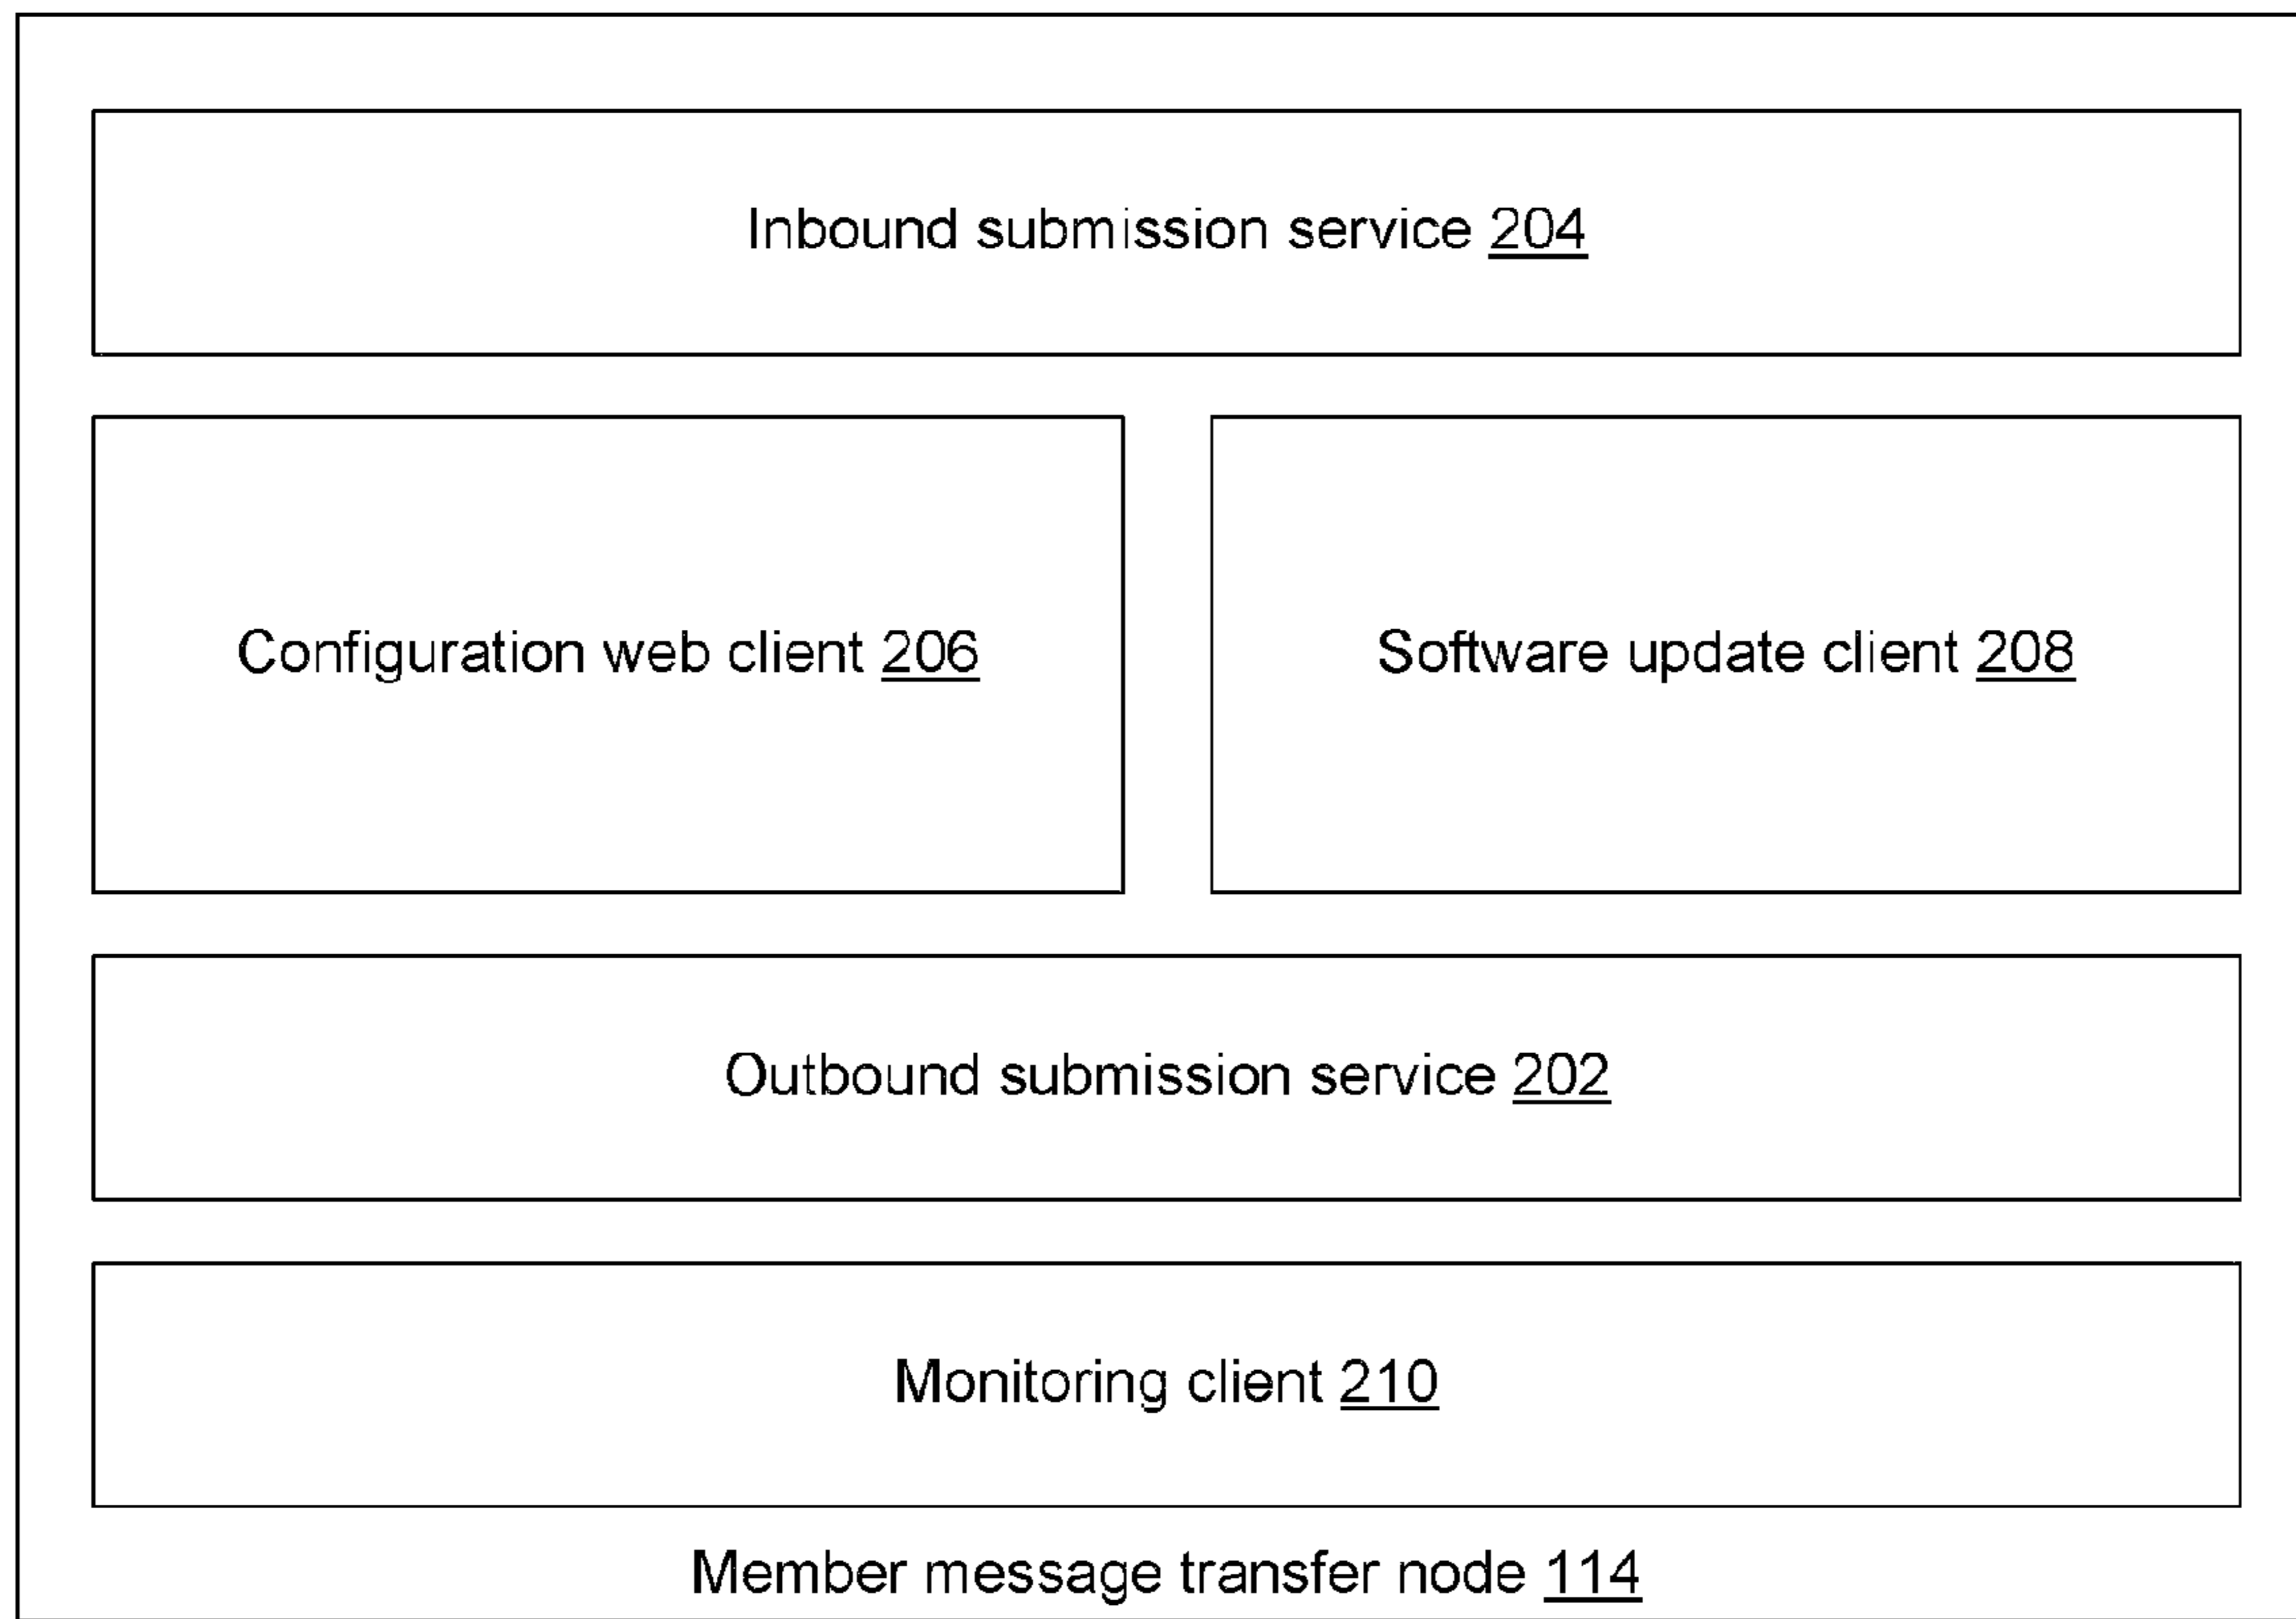 Inbound submission service 204
Configuration web client 206
Software update client 208
Outbound submission service 202
Monitoring client 210
Member message transfer node 114